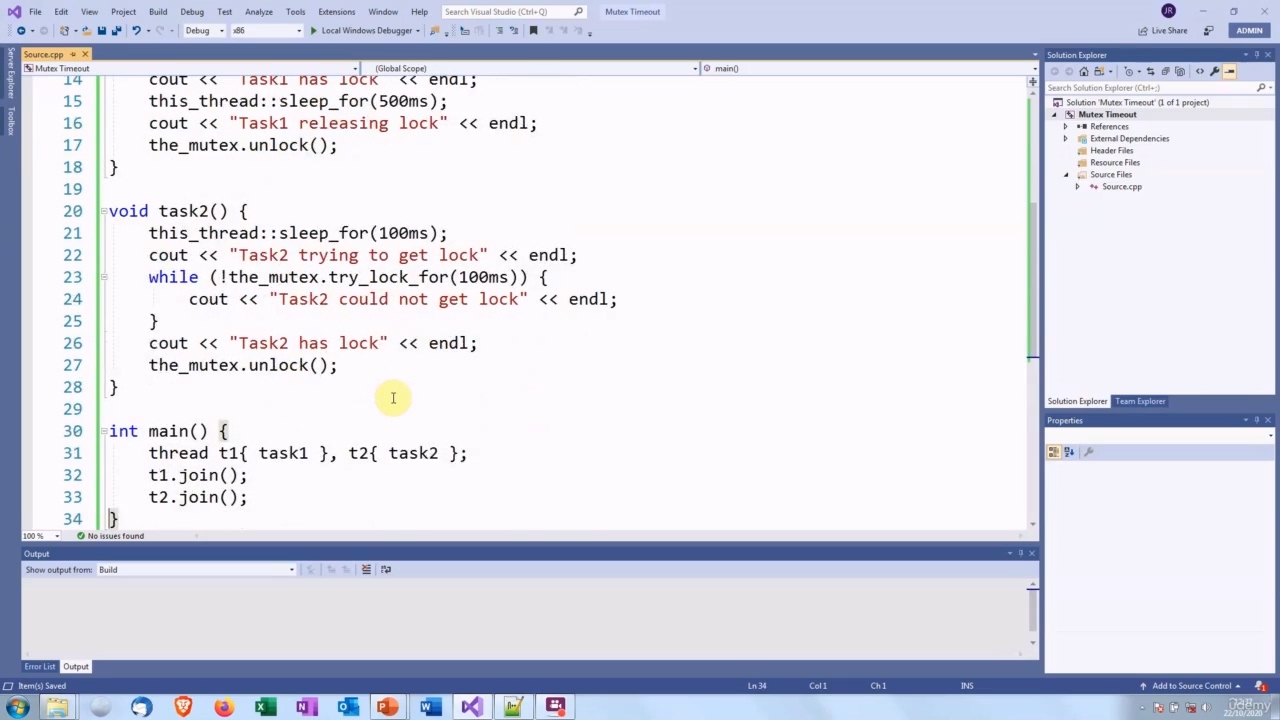 File Edit View Project Build Debug Test Analyze Tools Extensions Window Help Search Visual Studio (Ctrl+Q) Mutex Timeout JR
Debug x86 Local Windows Debugger Live Share ADMIN
Source.cpp
Mutex Timeout (Global Scope) main()
Server Explorer
Toolbox
14 cout << "Task1 has lock" << endl;
15 this_thread::sleep_for(500ms);
16 cout << "Task1 releasing lock" << endl;
17 the_mutex.unlock();
18 }
19
20 void task2() {
21 this_thread::sleep_for(100ms);
22 cout << "Task2 trying to get lock" << endl;
23 while (!the_mutex.try_lock_for(100ms)) {
24 cout << "Task2 could not get lock" << endl;
25 }
26 cout << "Task2 has lock" << endl;
27 the_mutex.unlock();
28 }
29
30 int main() {
31 thread t1{ task1 }, t2{ task2 };
32 t1.join();
33 t2.join();
34 }
100 % No issues found
Output
Show output from: Build
Error List Output
Solution Explorer
Search Solution Explorer (Ctrl+;)
Solution 'Mutex Timeout' (1 of 1 project)
Mutex Timeout
References
External Dependencies
Header Files
Resource Files
Source Files
Source.cpp
Solution Explorer Team Explorer
Properties
Item(s) Saved Ln 34 Col 1 Ch 1 INS Add to Source Control 1
22/10/2020
udemy